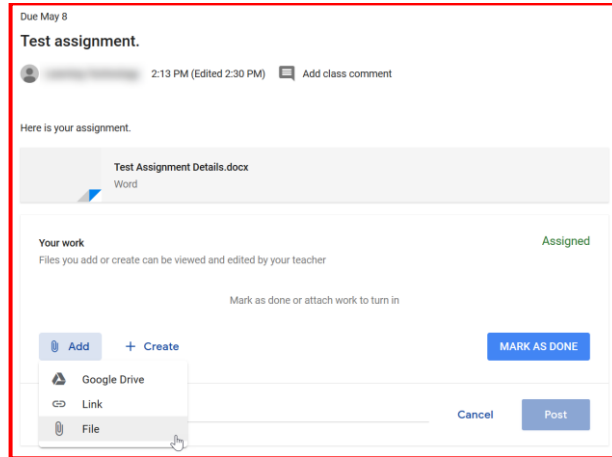 Due May 8
Test assignment.
2:13 PM (Edited 2:30 PM) Add class comment
Here is your assignment.
Test Assignment Details.docx
Word
Your work Assigned
Files you add or create can be viewed and edited by your teacher
Mark as done or attach work to turn in
Add + Create MARK AS DONE
Google Drive
Link
File
Cancel Post